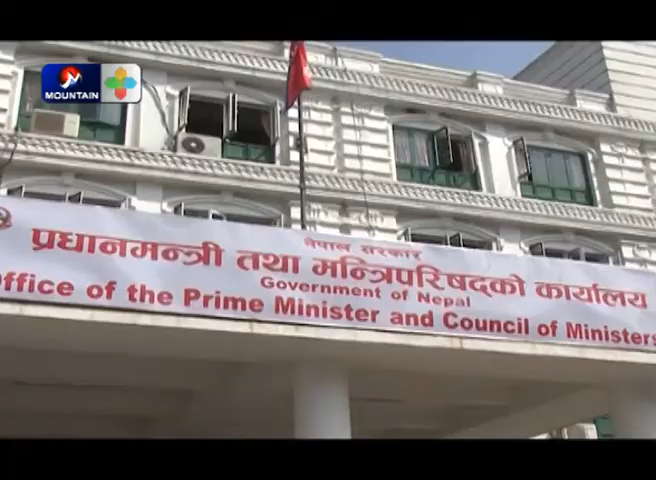 MOUNTAIN
नेपाल सरकार
प्रधानमन्त्री तथा मन्त्रिपरिषद्को कार्यालय
Government of Nepal
Office of the Prime Minister and Council of Ministers